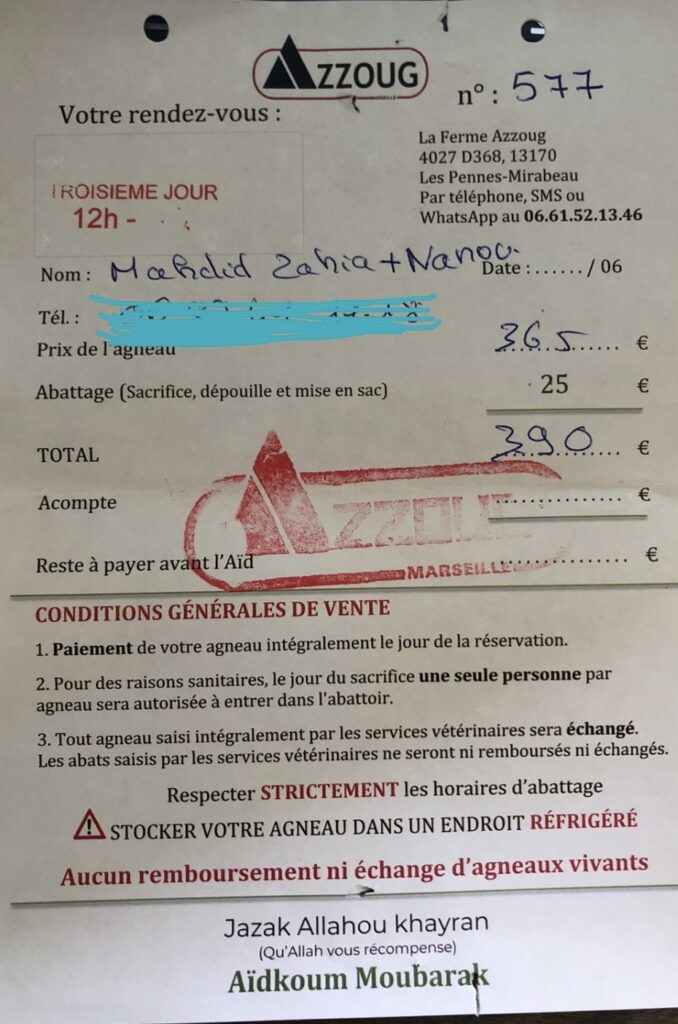 AZZOUG
MARSEILLE
n° : 577
Votre rendez-vous :
TROISIEME JOUR
12h -
La Ferme Azzoug
4027 D368, 13170
Les Pennes-Mirabeau
Par téléphone, SMS ou
WhatsApp au 06.61.52.13.46
Nom : Mahdid Zahia + Nanou
Date : ...... / 06
Tél. :
Prix de l'agneau 365 €
Abattage (Sacrifice, dépouille et mise en sac) 25 €
TOTAL 390 €
Acompte .................. €
Reste à payer avant l'Aïd .................. €
AZZOUG
MARSEILLE
CONDITIONS GÉNÉRALES DE VENTE
1. Paiement de votre agneau intégralement le jour de la réservation.
2. Pour des raisons sanitaires, le jour du sacrifice une seule personne par
agneau sera autorisée à entrer dans l'abattoir.
3. Tout agneau saisi intégralement par les services vétérinaires sera échangé.
Les abats saisis par les services vétérinaires ne seront ni remboursés ni échangés.
Respecter STRICTEMENT les horaires d'abattage
STOCKER VOTRE AGNEAU DANS UN ENDROIT RÉFRIGÉRÉ
Aucun remboursement ni échange d'agneaux vivants
Jazak Allahou khayran
(Qu'Allah vous récompense)
Aïdkoum Moubarak